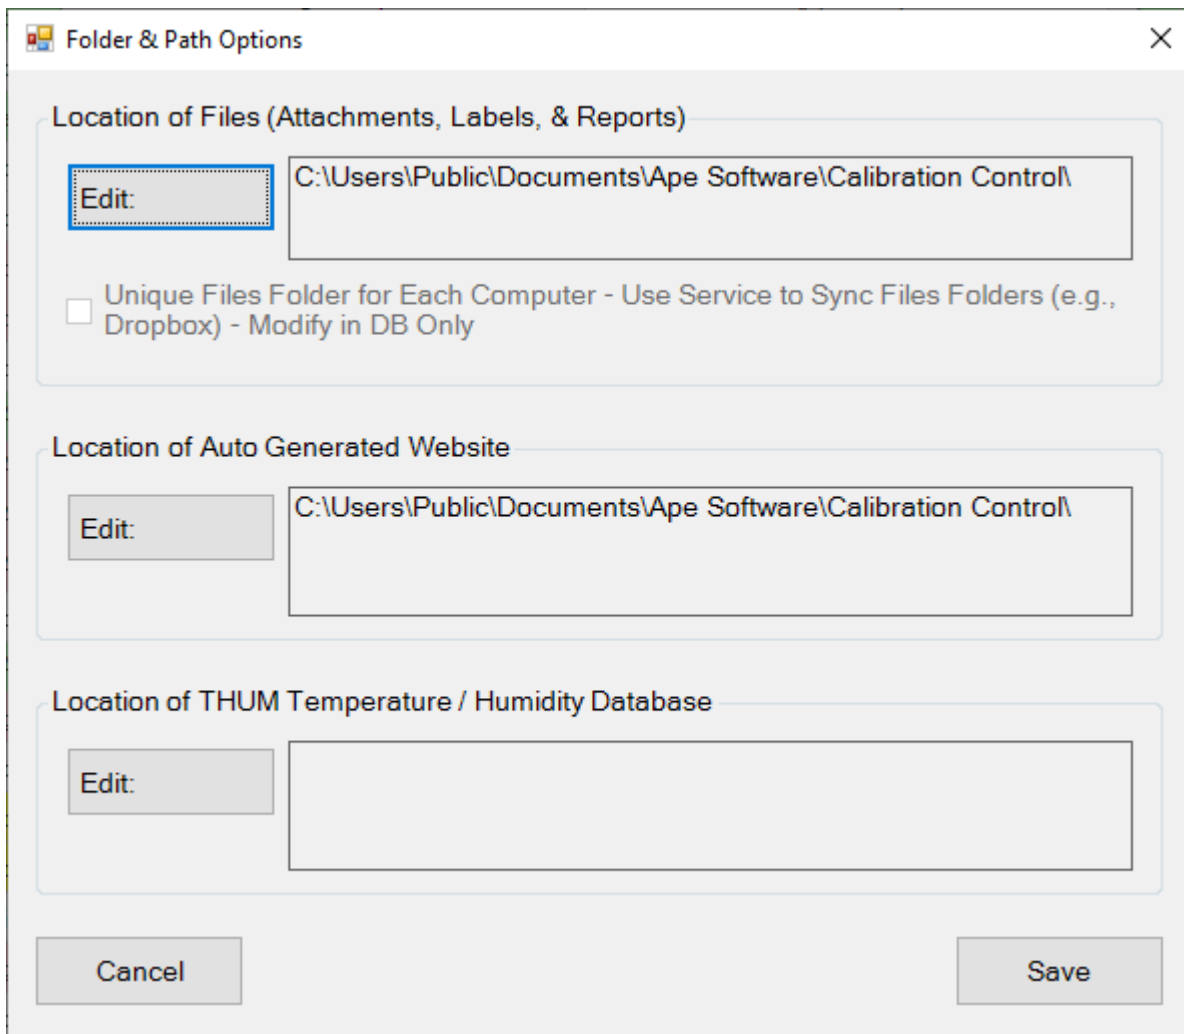 Folder & Path Options
Location of Files (Attachments, Labels, & Reports)
Edit:
C:\Users\Public\Documents\Ape Software\Calibration Control\
Unique Files Folder for Each Computer - Use Service to Sync Files Folders (e.g.,
Dropbox) - Modify in DB Only
Location of Auto Generated Website
Edit:
C:\Users\Public\Documents\Ape Software\Calibration Control\
Location of THUM Temperature / Humidity Database
Edit:
Cancel
Save